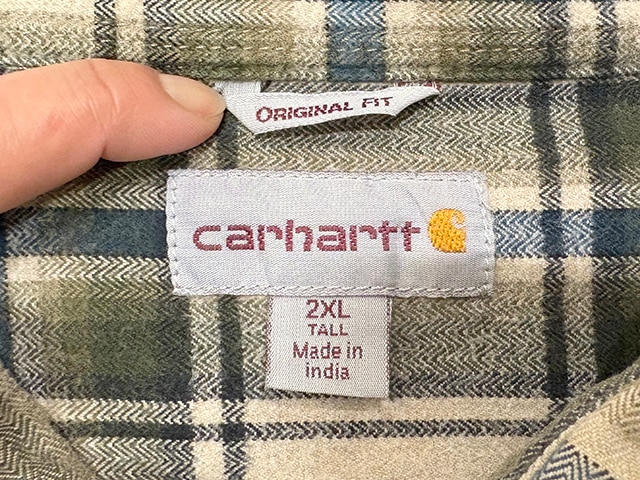 ORIGINAL FIT
carhartt
2XL
TALL
Made in
india